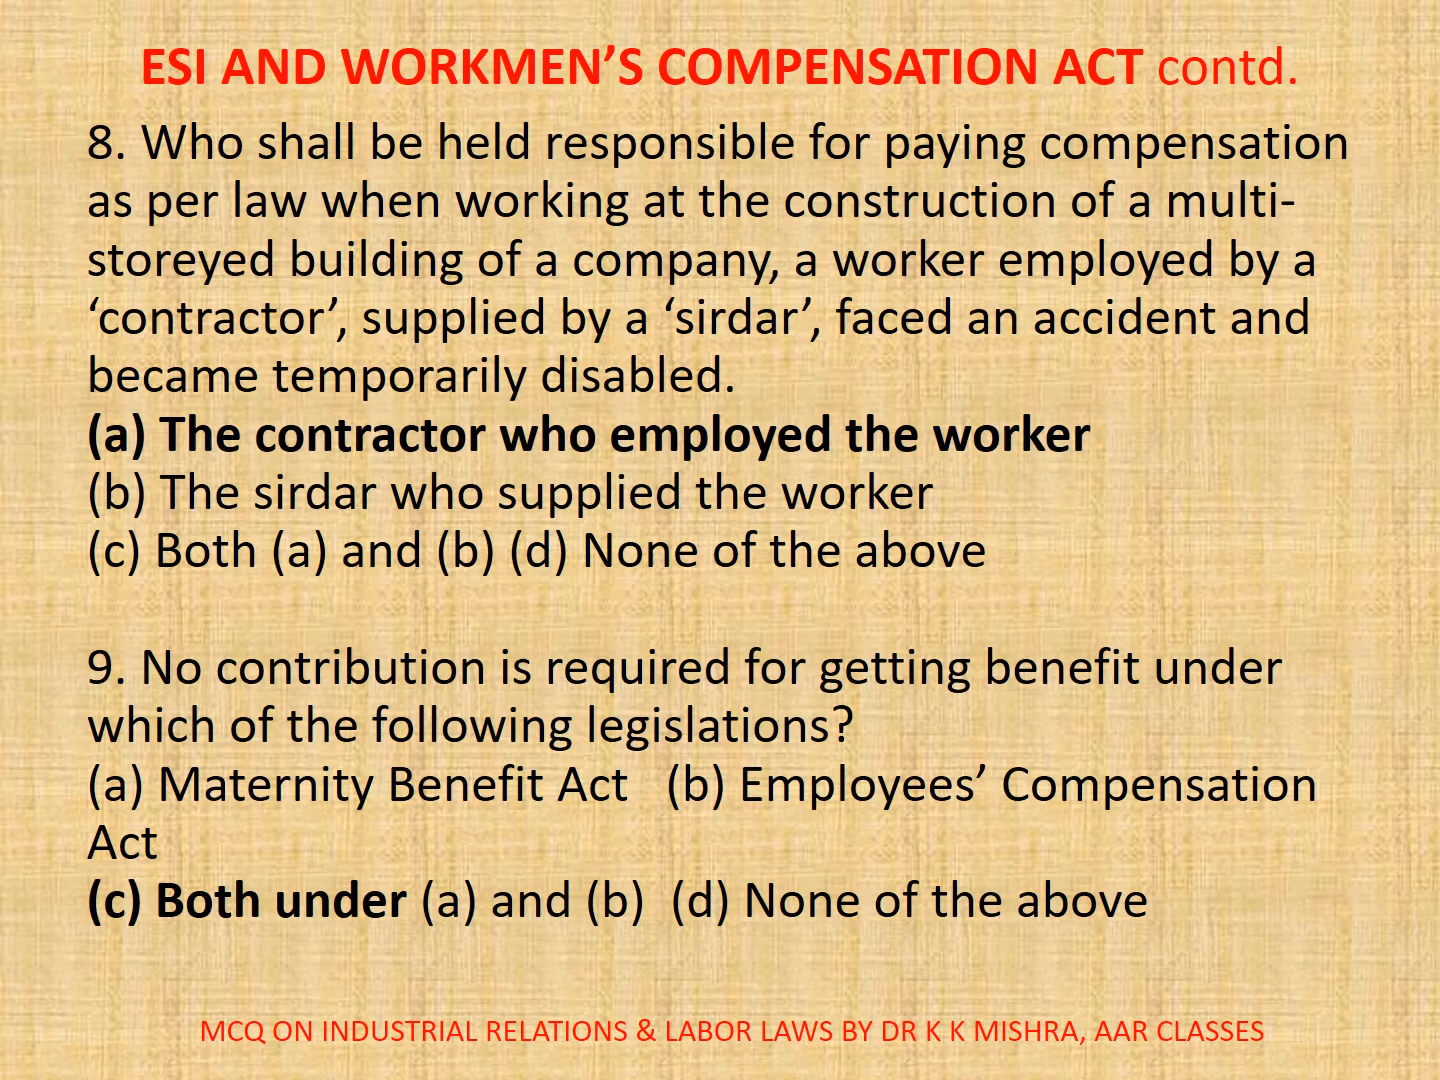 ESI AND WORKMEN’S COMPENSATION ACT contd.
8. Who shall be held responsible for paying compensation
as per law when working at the construction of a multi-
storeyed building of a company, a worker employed by a
‘contractor’, supplied by a ‘sirdar’, faced an accident and
became temporarily disabled.
(a) The contractor who employed the worker
(b) The sirdar who supplied the worker
(c) Both (a) and (b) (d) None of the above
9. No contribution is required for getting benefit under
which of the following legislations?
(a) Maternity Benefit Act (b) Employees’ Compensation
Act
(c) Both under (a) and (b) (d) None of the above
MCQ ON INDUSTRIAL RELATIONS & LABOR LAWS BY DR K K MISHRA, AAR CLASSES